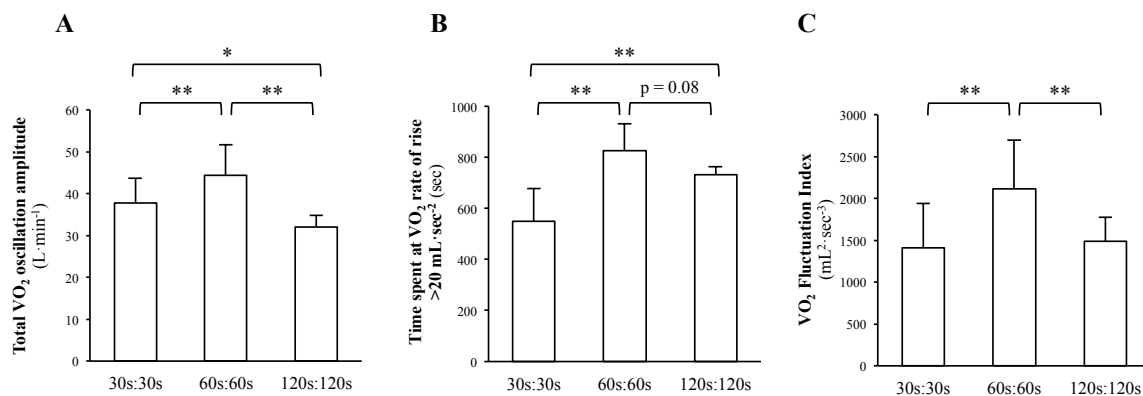 A
Total VO₂ oscillation amplitude
(L·min⁻¹)
60
50
40
30
20
10
0
*
**
**
30s:30s 60s:60s 120s:120s
B
Time spent at VO₂ rate of rise
>20 mL·sec⁻² (sec)
1000
800
600
400
200
0
**
**
p = 0.08
30s:30s 60s:60s 120s:120s
C
VO₂ Fluctuation Index
(mL²·sec⁻³)
3000
2500
2000
1500
1000
500
0
**
**
30s:30s 60s:60s 120s:120s